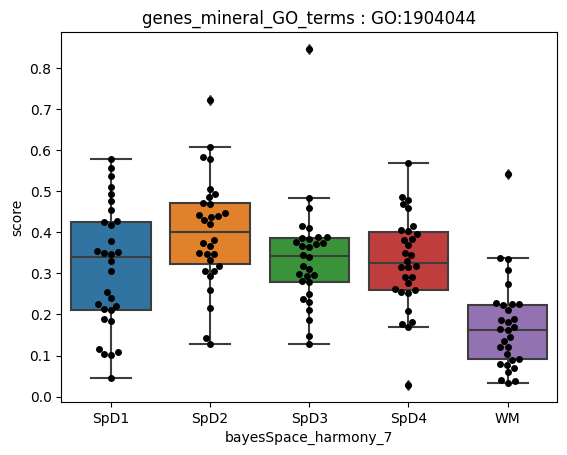 genes_mineral_GO_terms : GO:1904044
score
0.8
0.7
0.6
0.5
0.4
0.3
0.2
0.1
0.0
SpD1 SpD2 SpD3 SpD4 WM
bayesSpace_harmony_7